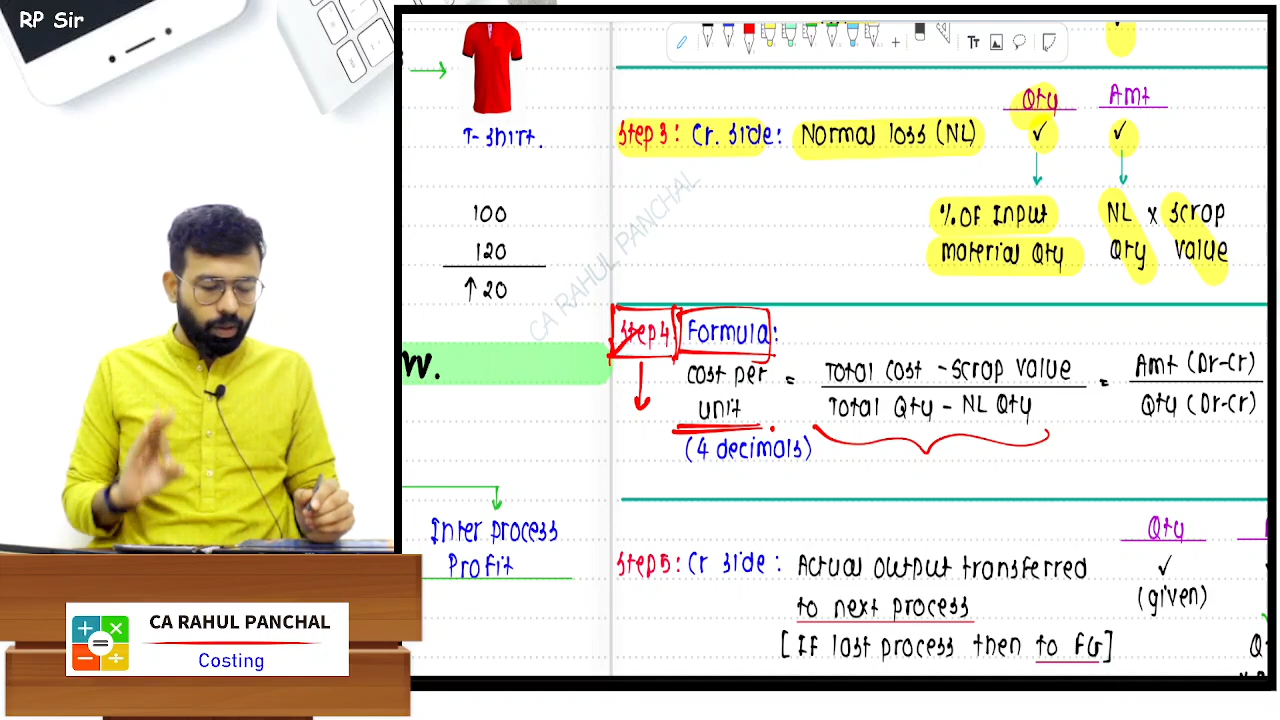 RP Sir
T-Shirt.
100
120
↑20
w.
Inter Process
Profit
Qty Amt
Step 3: Cr. Side: Normal loss (NL) ✓ ✓
% OF Input NL x Scrap
material Qty Qty Value
CA RAHUL PANCHAL
Step 4 Formula:
cost per = Total Cost - Scrap Value = Amt (Dr-Cr)
unit Total Qty - NL Qty Qty (Dr-Cr)
(4 decimals)
Qty
Step 5: Cr Side: Actual Output transferred ✓
to next process (given)
[IF last process then to FG]
CA RAHUL PANCHAL
Costing